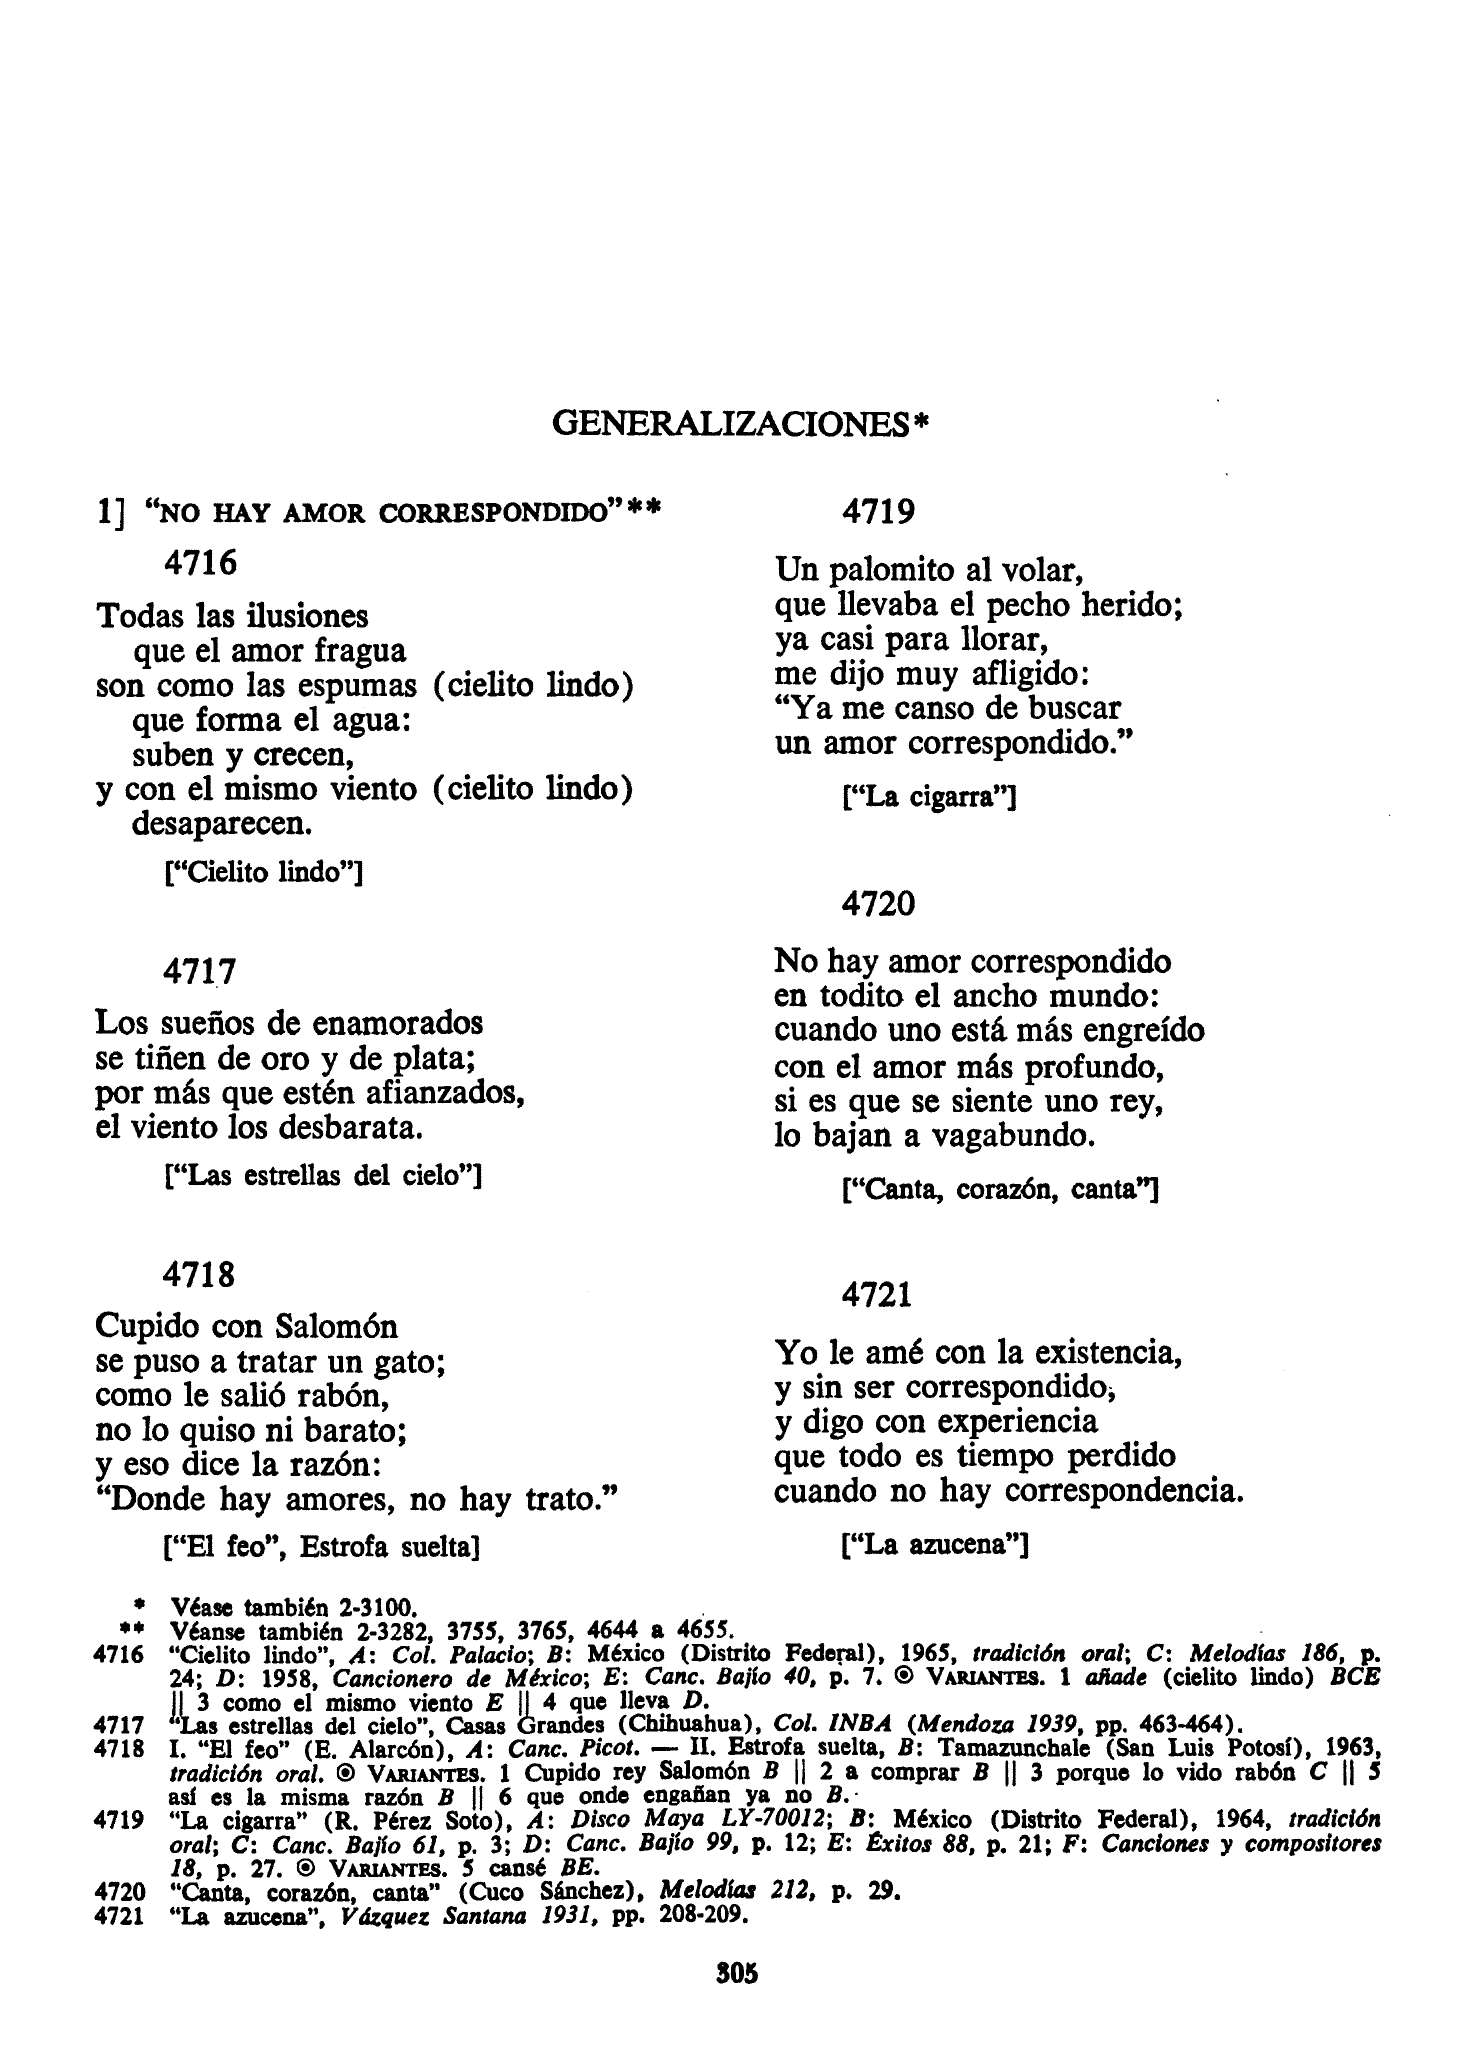 GENERALIZACIONES*
1] “NO HAY AMOR CORRESPONDIDO”**
4716
Todas las ilusiones
que el amor fragua
son como las espumas (cielito lindo)
que forma el agua:
suben y crecen,
y con el mismo viento (cielito lindo)
desaparecen.
[“Cielito lindo”]
4717
Los sueños de enamorados
se tiñen de oro y de plata;
por más que estén afianzados,
el viento los desbarata.
[“Las estrellas del cielo”]
4718
Cupido con Salomón
se puso a tratar un gato;
como le salió rabón,
no lo quiso ni barato;
y eso dice la razón:
“Donde hay amores, no hay trato.”
[“El feo”, Estrofa suelta]
4719
Un palomito al volar,
que llevaba el pecho herido;
ya casi para llorar,
me dijo muy afligido:
“Ya me canso de buscar
un amor correspondido.”
[“La cigarra”]
4720
No hay amor correspondido
en todito el ancho mundo:
cuando uno está más engreído
con el amor más profundo,
si es que se siente uno rey,
lo bajan a vagabundo.
[“Canta, corazón, canta”]
4721
Yo le amé con la existencia,
y sin ser correspondido;
y digo con experiencia
que todo es tiempo perdido
cuando no hay correspondencia.
[“La azucena”]
* Véase también 2-3100.
** Véanse también 2-3282, 3755, 3765, 4644 a 4655.
4716 “Cielito lindo”, A: Col. Palacio; B: México (Distrito Federal), 1965, tradición oral; C: Melodías 186, p.
24; D: 1958, Cancionero de México; E: Canc. Bajío 40, p. 7. ⊙ VARIANTES. 1 añade (cielito lindo) BCE
|| 3 como el mismo viento E || 4 que lleva D.
4717 “Las estrellas del cielo”, Casas Grandes (Chihuahua), Col. INBA (Mendoza 1939, pp. 463-464).
4718 I. “El feo” (E. Alarcón), A: Canc. Picot. — II. Estrofa suelta, B: Tamazunchale (San Luis Potosí), 1963,
tradición oral. ⊙ VARIANTES. 1 Cupido rey Salomón B || 2 a comprar B || 3 porque lo vido rabón C || 5
así es la misma razón B || 6 que onde engañan ya no B.
4719 “La cigarra” (R. Pérez Soto), A: Disco Maya LY-70012; B: México (Distrito Federal), 1964, tradición
oral; C: Canc. Bajío 61, p. 3; D: Canc. Bajío 99, p. 12; E: Éxitos 88, p. 21; F: Canciones y compositores
18, p. 27. ⊙ VARIANTES. 5 cansé BE.
4720 “Canta, corazón, canta” (Cuco Sánchez), Melodías 212, p. 29.
4721 “La azucena”, Vázquez Santana 1931, pp. 208-209.
305